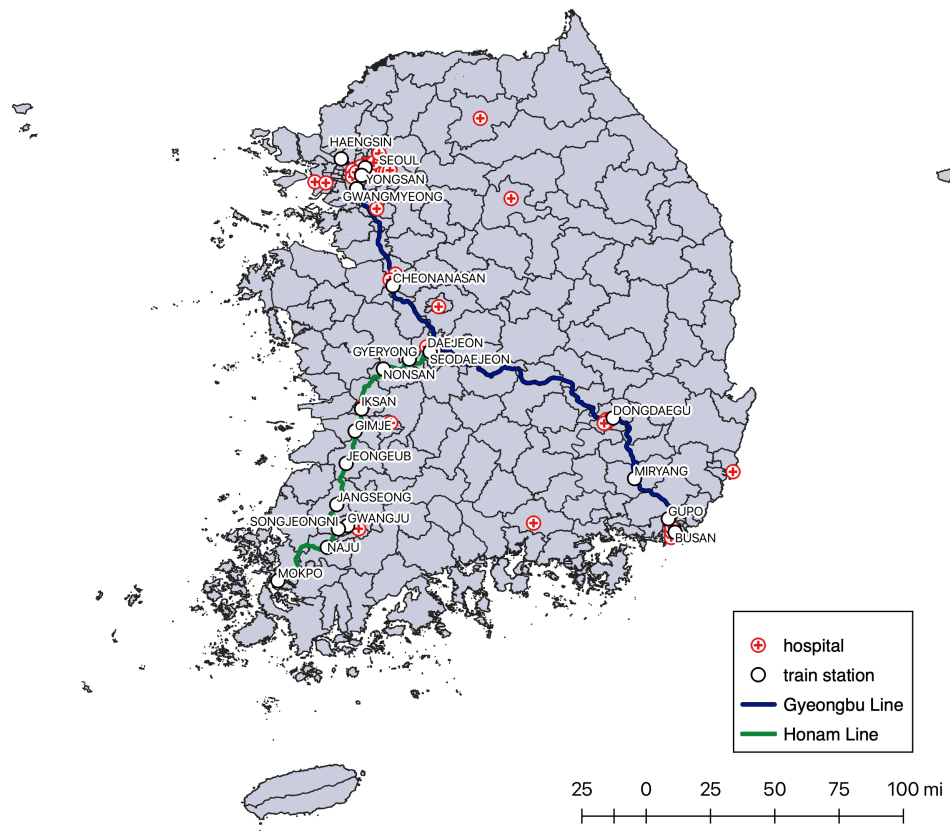 HAENGSIN
SEOUL
YONGSAN
GWANGMYEONG
CHEONANASAN
DAEJEON
GYERYONG
SEODAEJEON
NONSAN
IKSAN
DONGDAEGU
GIMJE
JEONGEUB
MIRYANG
JANGSEONG
GWANGJU
SONGJEONGNI
GUPO
BUSAN
NAJU
MOKPO
hospital
train station
Gyeongbu Line
Honam Line
25 0 25 50 75 100 mi